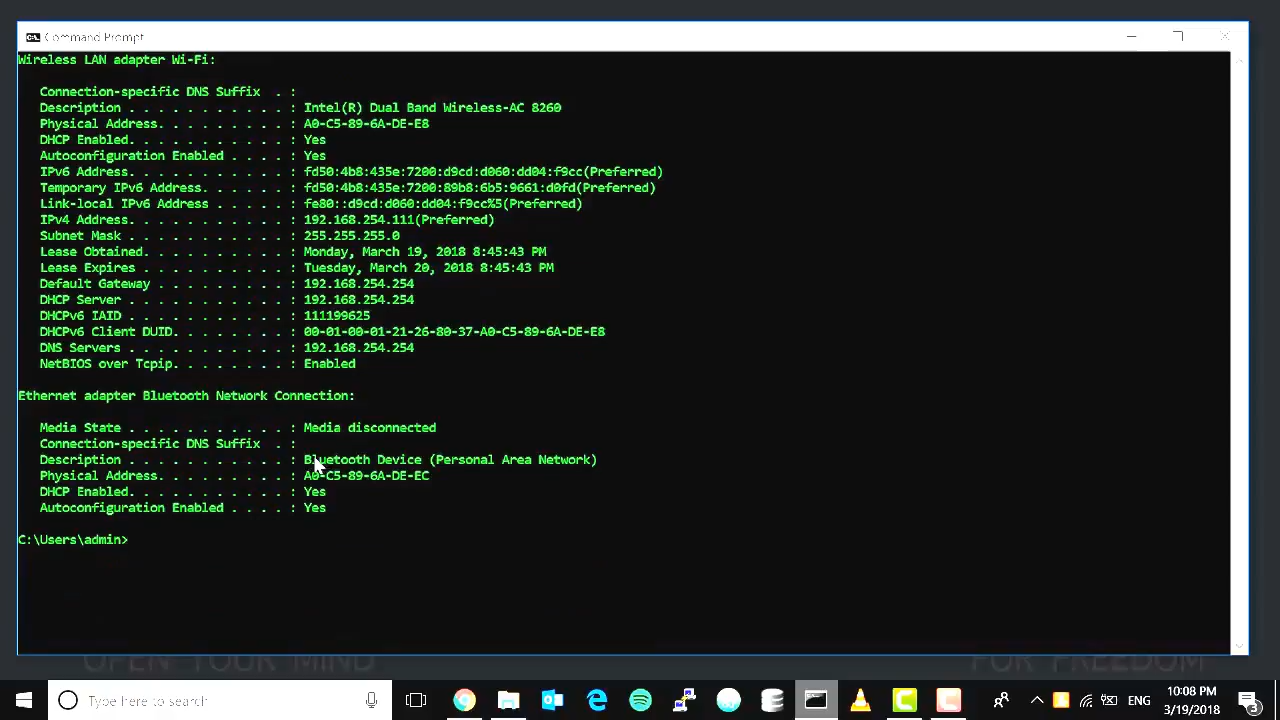 Command Prompt
Wireless LAN adapter Wi-Fi:
Connection-specific DNS Suffix . :
Description . . . . . . . . . . . : Intel(R) Dual Band Wireless-AC 8260
Physical Address. . . . . . . . . : A0-C5-89-6A-DE-E8
DHCP Enabled. . . . . . . . . . . : Yes
Autoconfiguration Enabled . . . . : Yes
IPv6 Address. . . . . . . . . . . : fd50:4b8:435e:7200:d9cd:d060:dd04:f9cc(Preferred)
Temporary IPv6 Address. . . . . . : fd50:4b8:435e:7200:89b8:6b5:9661:d0fd(Preferred)
Link-local IPv6 Address . . . . . : fe80::d9cd:d060:dd04:f9cc%5(Preferred)
IPv4 Address. . . . . . . . . . . : 192.168.254.111(Preferred)
Subnet Mask . . . . . . . . . . . : 255.255.255.0
Lease Obtained. . . . . . . . . . : Monday, March 19, 2018 8:45:43 PM
Lease Expires . . . . . . . . . . : Tuesday, March 20, 2018 8:45:43 PM
Default Gateway . . . . . . . . . : 192.168.254.254
DHCP Server . . . . . . . . . . . : 192.168.254.254
DHCPv6 IAID . . . . . . . . . . . : 111199625
DHCPv6 Client DUID. . . . . . . . : 00-01-00-01-21-26-80-37-A0-C5-89-6A-DE-E8
DNS Servers . . . . . . . . . . . : 192.168.254.254
NetBIOS over Tcpip. . . . . . . . : Enabled
Ethernet adapter Bluetooth Network Connection:
Media State . . . . . . . . . . . : Media disconnected
Connection-specific DNS Suffix . :
Description . . . . . . . . . . . : Bluetooth Device (Personal Area Network)
Physical Address. . . . . . . . . : A0-C5-89-6A-DE-EC
DHCP Enabled. . . . . . . . . . . : Yes
Autoconfiguration Enabled . . . . : Yes
C:\Users\admin>
OPEN YOUR MIND FOR FREEDOM
Type here to search
ENG
10:08 PM
3/19/2018
3